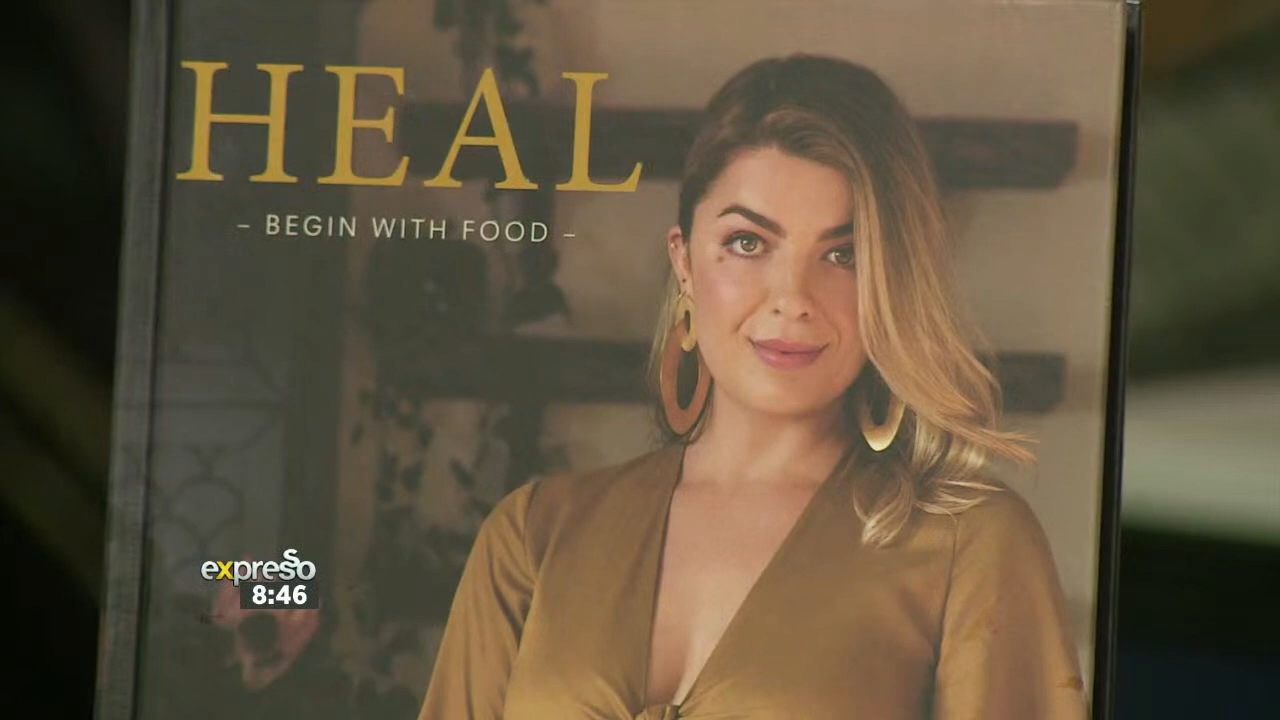 HEAL
– BEGIN WITH FOOD –
expresso
8:46